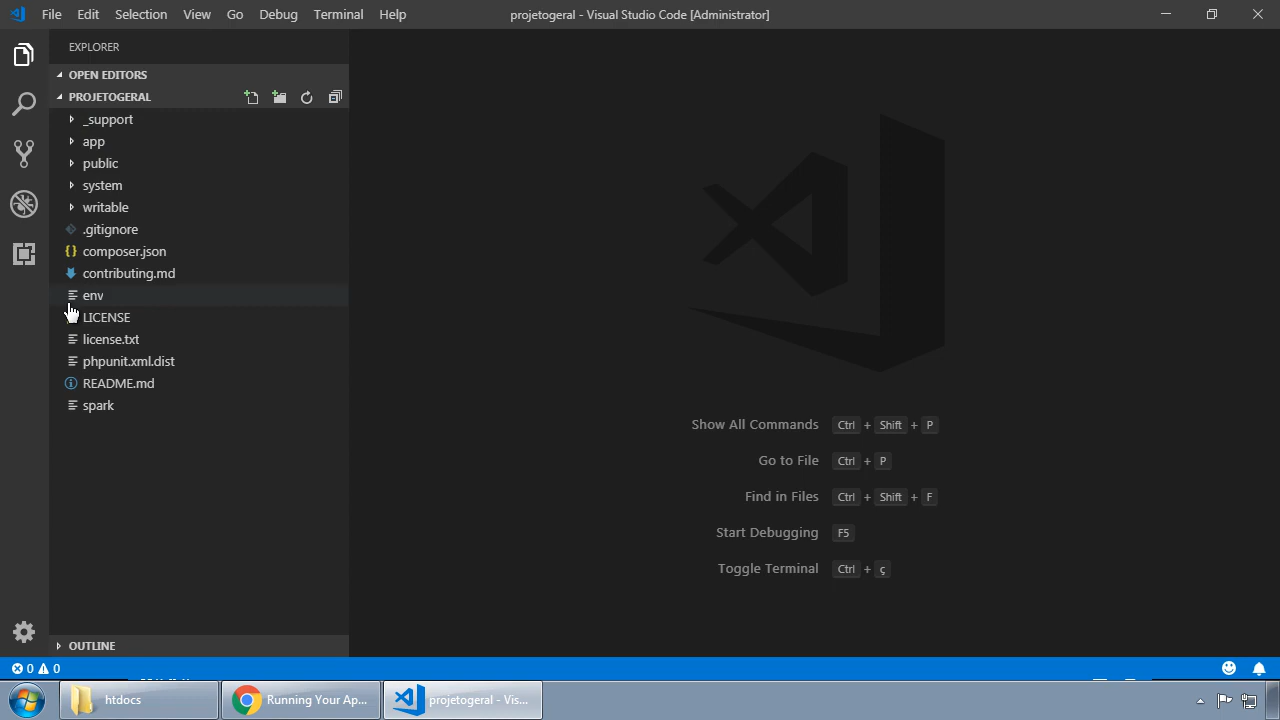 File Edit Selection View Go Debug Terminal Help
projetogeral - Visual Studio Code [Administrator]
EXPLORER
OPEN EDITORS
PROJETOGERAL
_support
app
public
system
writable
.gitignore
composer.json
contributing.md
env
LICENSE
license.txt
phpunit.xml.dist
README.md
spark
Show All Commands Ctrl + Shift + P
Go to File Ctrl + P
Find in Files Ctrl + Shift + F
Start Debugging F5
Toggle Terminal Ctrl + ç
OUTLINE
0 0
htdocs
Running Your Ap...
projetogeral - Vis...